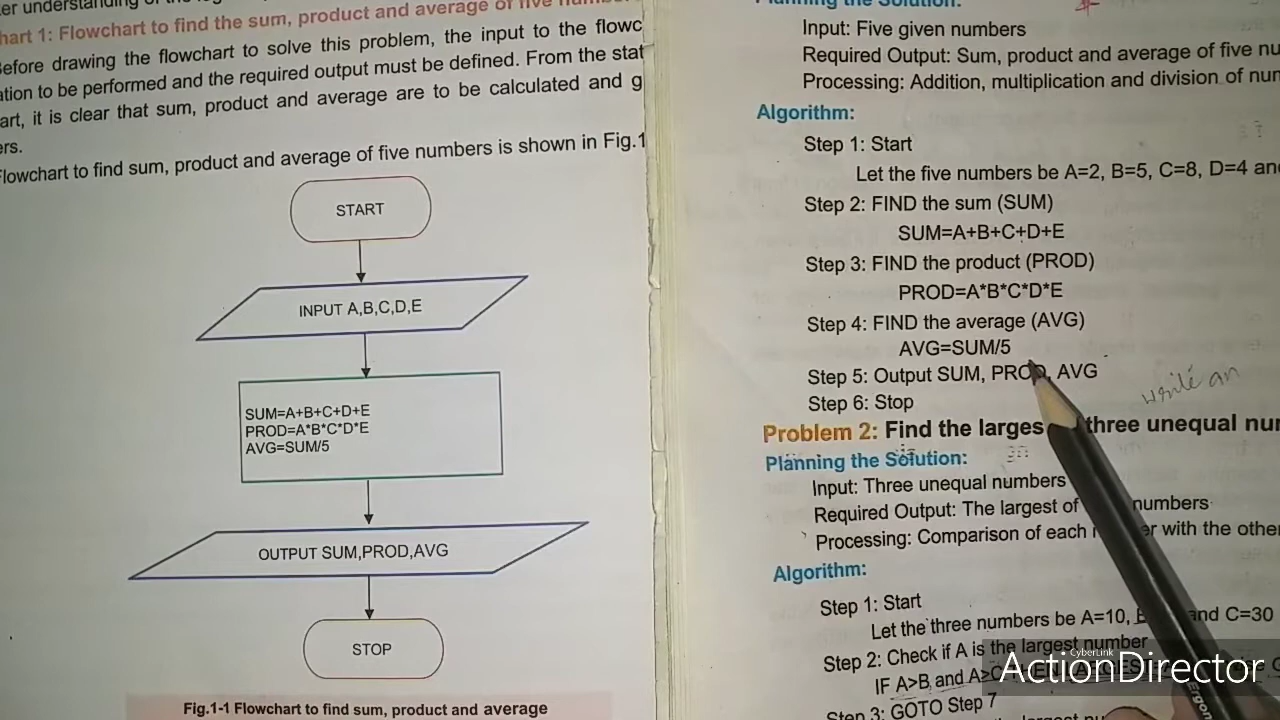 er understanding of the
hart 1: Flowchart to find the sum, product and average of five
efore drawing the flowchart to solve this problem, the input to the flowc
ation to be performed and the required output must be defined. From the stat
art, it is clear that sum, product and average are to be calculated and g
ers.
lowchart to find sum, product and average of five numbers is shown in Fig.1
START
INPUT A,B,C,D,E
SUM=A+B+C+D+E
PROD=A*B*C*D*E
AVG=SUM/5
OUTPUT SUM,PROD,AVG
STOP
Fig.1-1 Flowchart to find sum, product and average
Planning the Solution:
Input: Five given numbers
Required Output: Sum, product and average of five nu
Processing: Addition, multiplication and division of num
Algorithm:
Step 1: Start
Let the five numbers be A=2, B=5, C=8, D=4 an
Step 2: FIND the sum (SUM)
SUM=A+B+C+D+E
Step 3: FIND the product (PROD)
PROD=A*B*C*D*E
Step 4: FIND the average (AVG)
AVG=SUM/5
Step 5: Output SUM, PROD, AVG
Step 6: Stop
write an
Problem 2: Find the larges three unequal nu
Planning the Solution:
Input: Three unequal numbers
Required Output: The largest of numbers
Processing: Comparison of each er with the othe
Algorithm:
Step 1: Start
Let the three numbers be A=10, and C=30
Step 2: Check if A is the largest number
IF A>B and A>C
Step 3: GOTO Step 7
CyberLink
ActionDirector
Ergon